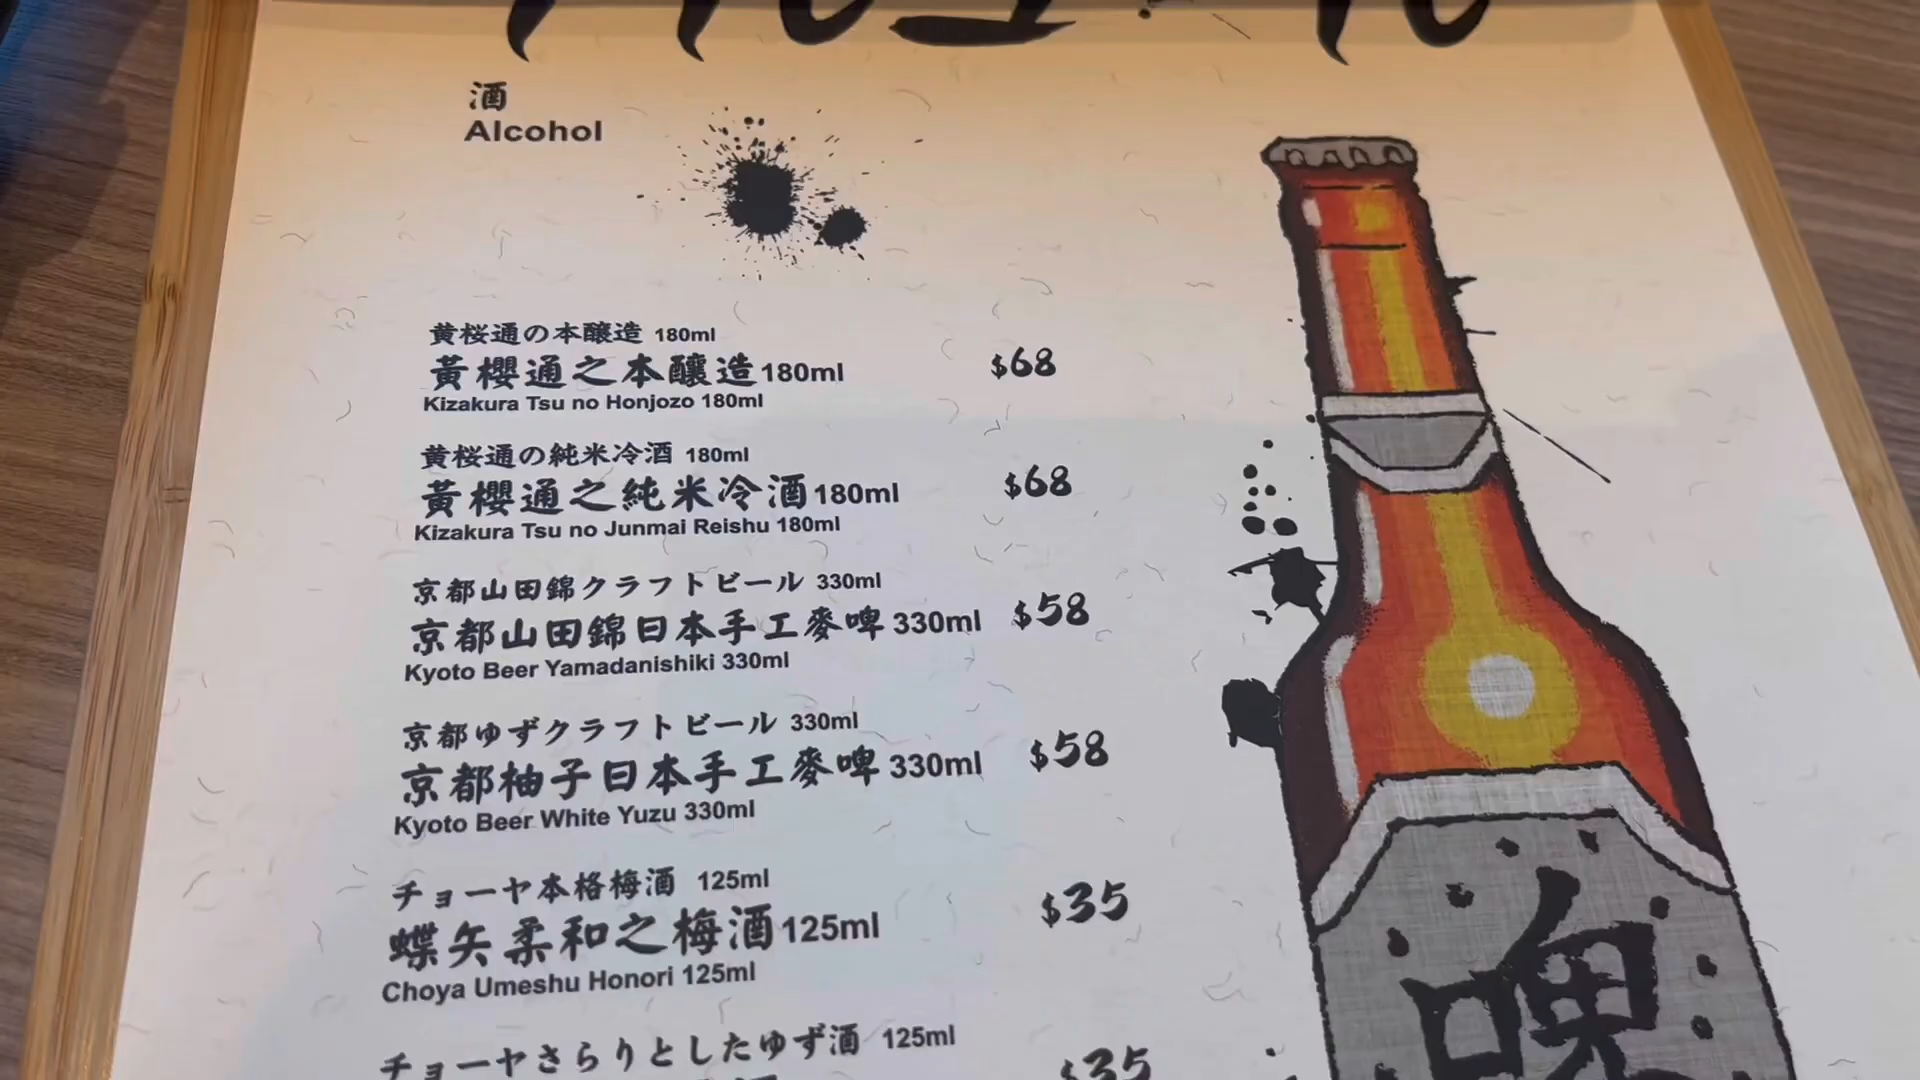 アルコール
酒
Alcohol
黄桜通の本醸造 180ml
黃櫻通之本釀造180ml
$68
Kizakura Tsu no Honjozo 180ml
黄桜通の純米冷酒 180ml
黃櫻通之純米冷酒180ml
$68
Kizakura Tsu no Junmai Reishu 180ml
京都山田錦クラフトビール 330ml
京都山田錦日本手工麥啤330ml
$58
Kyoto Beer Yamadanishiki 330ml
京都ゆずクラフトビール 330ml
京都柚子日本手工麥啤330ml
$58
Kyoto Beer White Yuzu 330ml
チョーヤ本格梅酒 125ml
蝶矢柔和之梅酒125ml
$35
Choya Umeshu Honori 125ml
チョーヤさらりとしたゆず酒 125ml
$35
啤